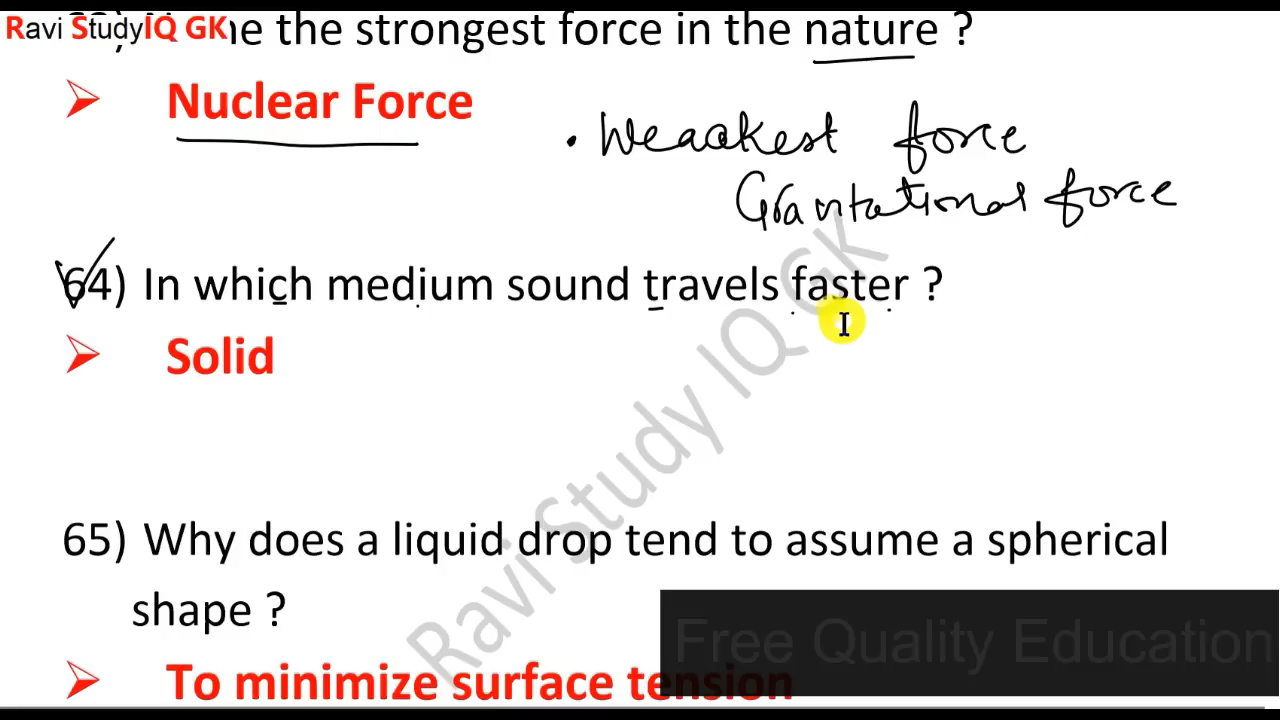 Ravi StudyIQ GK
the strongest force in the nature ?
Nuclear Force
• Weaakest force
Gravitational force
64) In which medium sound travels faster ?
Solid
65) Why does a liquid drop tend to assume a spherical
shape ?
To minimize surface tension
Ravi Study IQ GK
Free Quality Education